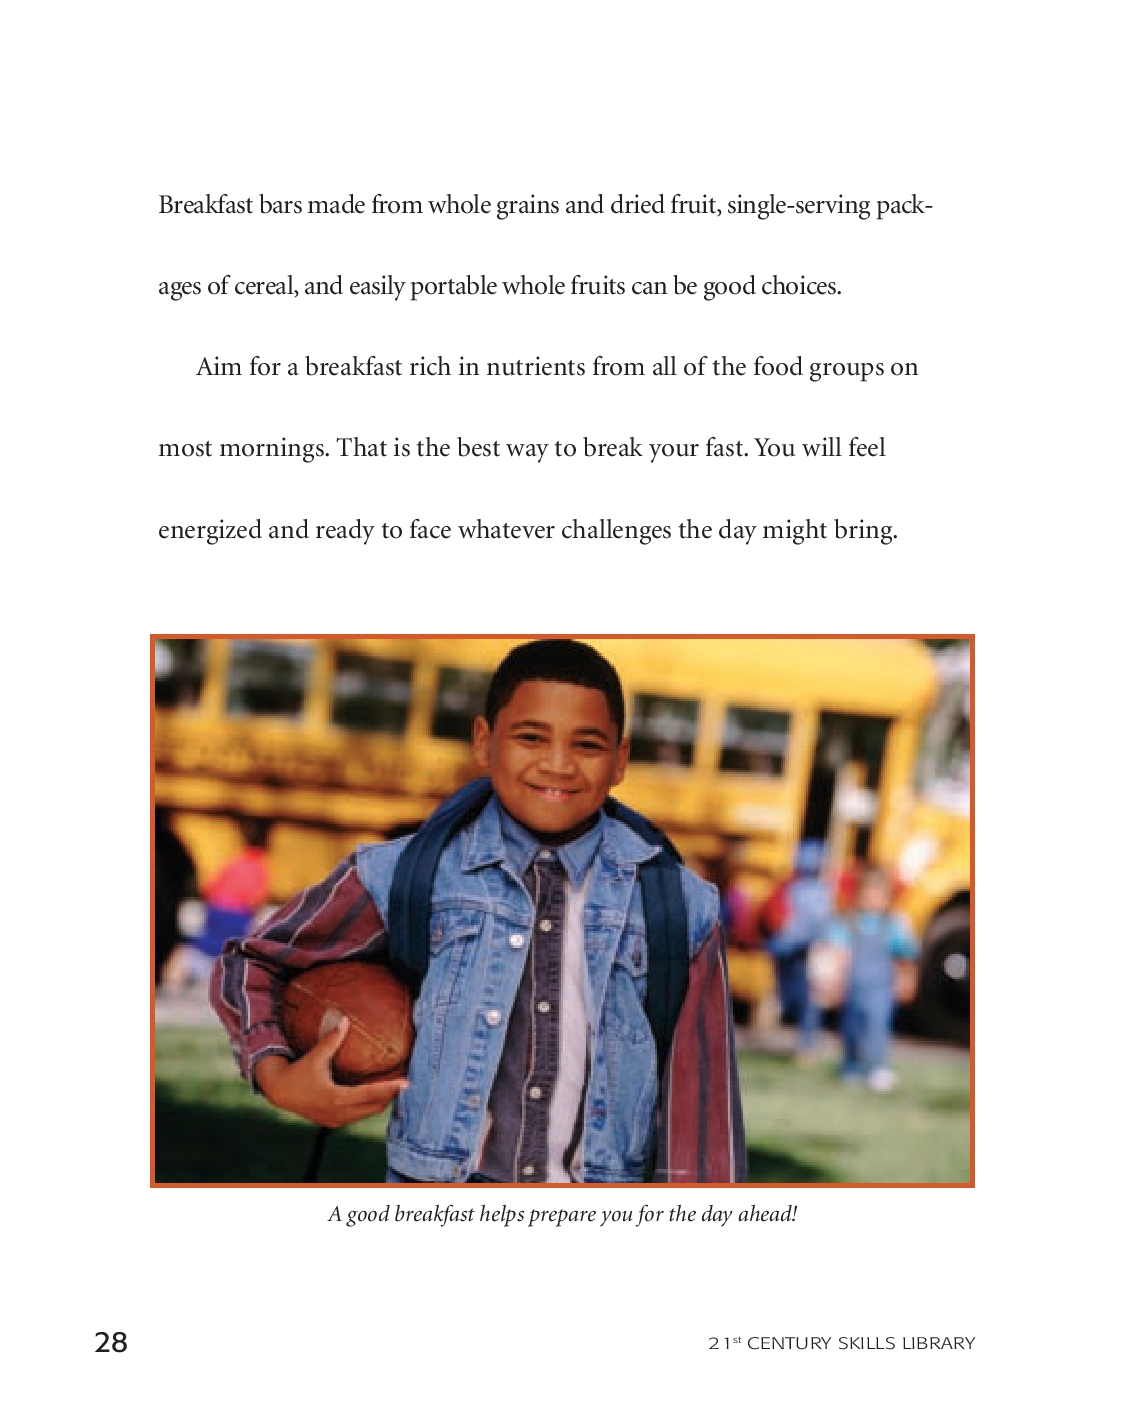 Breakfast bars made from whole grains and dried fruit, single-serving pack-
ages of cereal, and easily portable whole fruits can be good choices.
Aim for a breakfast rich in nutrients from all of the food groups on
most mornings. That is the best way to break your fast. You will feel
energized and ready to face whatever challenges the day might bring.
A good breakfast helps prepare you for the day ahead!
28
21st CENTURY SKILLS LIBRARY